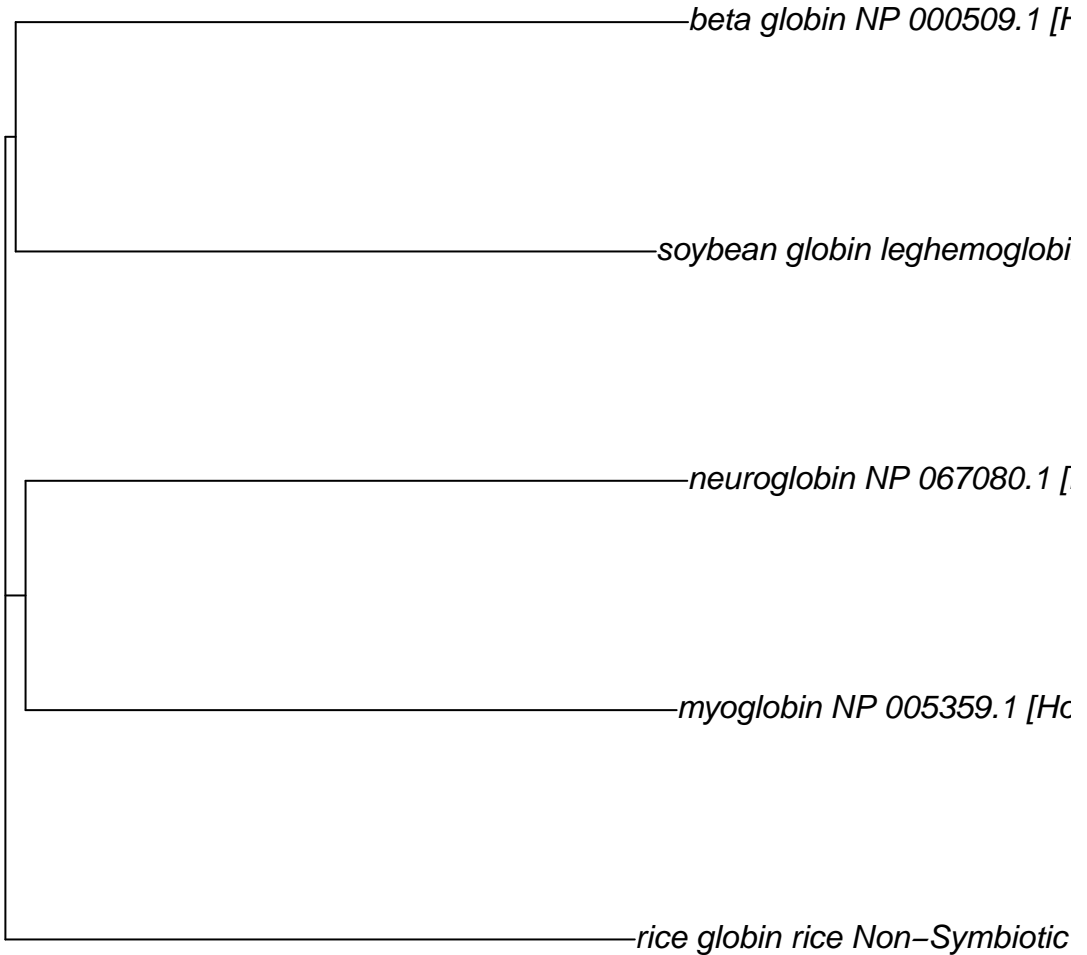 beta globin NP 000509.1 [H
soybean globin leghemoglobi
neuroglobin NP 067080.1 [
myoglobin NP 005359.1 [Ho
rice globin rice Non−Symbiotic